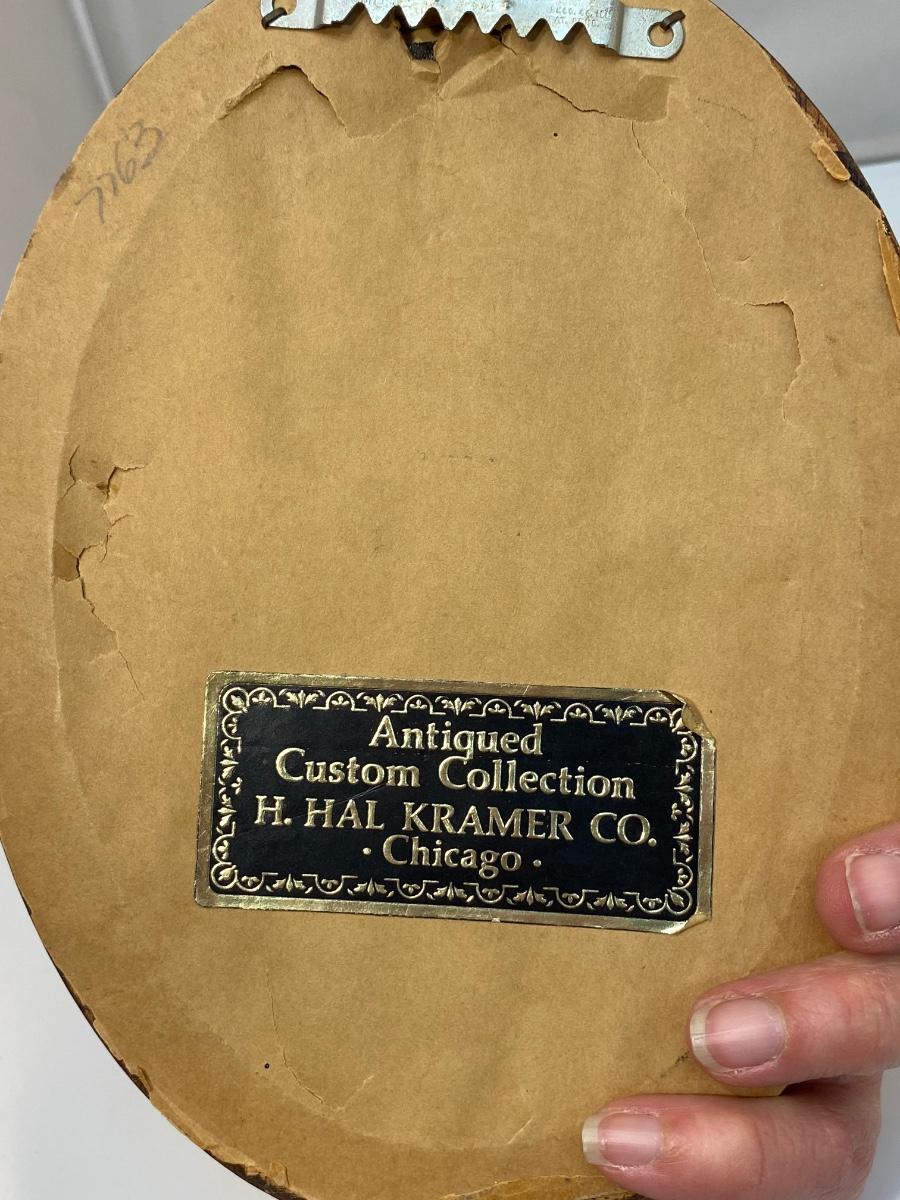 7763
Antiqued
Custom Collection
H. HAL KRAMER CO.
· Chicago ·